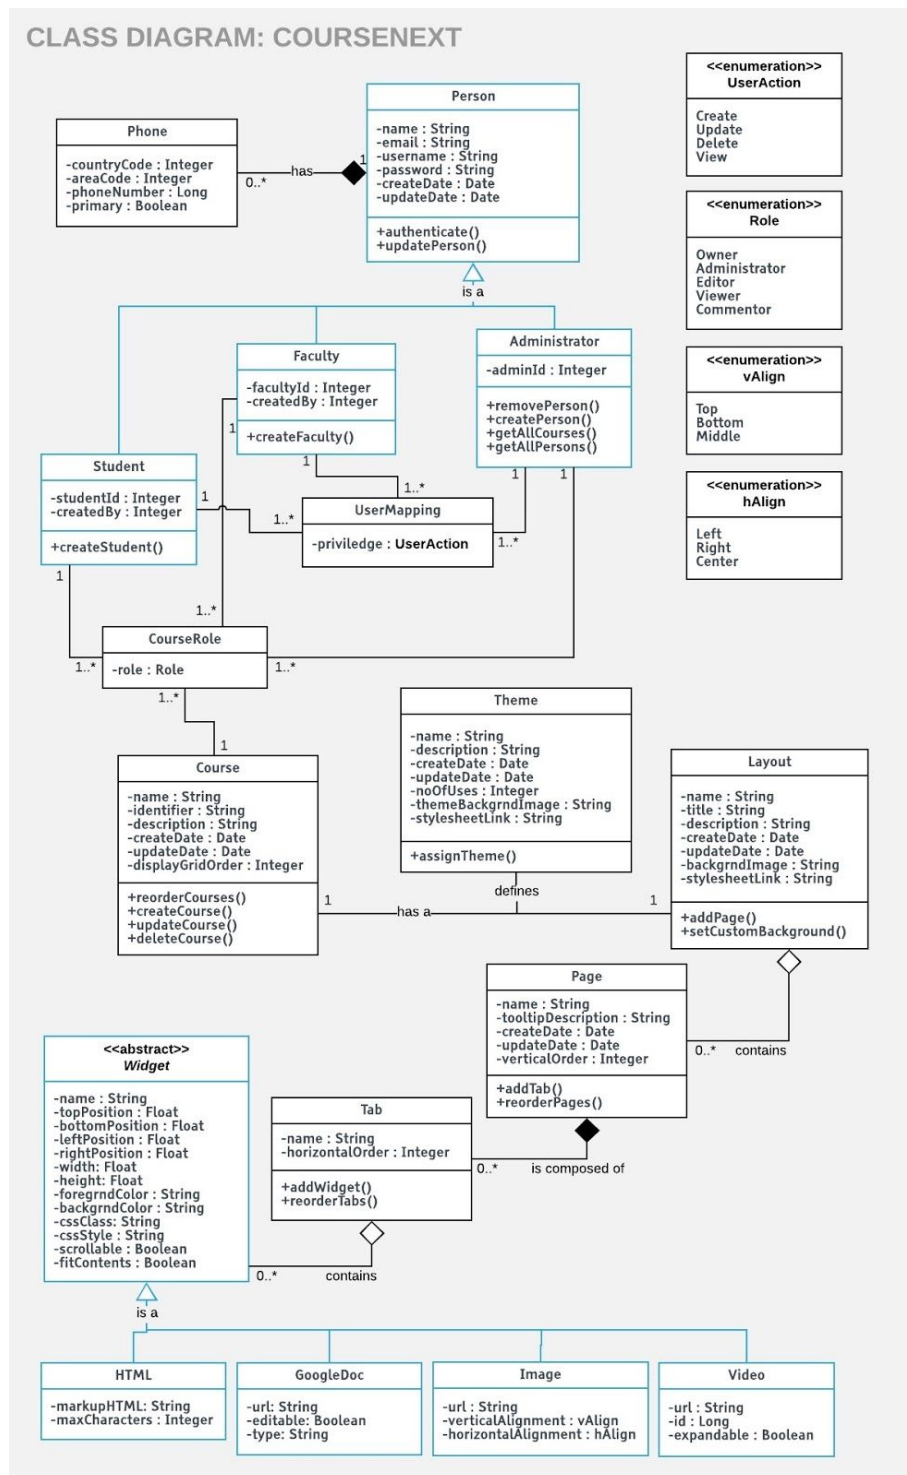 CLASS DIAGRAM: COURSENEXT
<<enumeration>>
UserAction
Create
Update
Delete
View
Person
-name : String
-email : String
-username : String
-password : String
-createDate : Date
-updateDate : Date
+authenticate()
+updatePerson()
Phone
-countryCode : Integer
-areaCode : Integer
-phoneNumber : Long
-primary : Boolean
0..*
has
1
<<enumeration>>
Role
Owner
Administrator
Editor
Viewer
Commentor
is a
Faculty
-facultyId : Integer
-createdBy : Integer
+createFaculty()
1
1
Administrator
-adminId : Integer
+removePerson()
+createPerson()
+getAllCourses()
+getAllPersons()
1
1
<<enumeration>>
vAlign
Top
Bottom
Middle
Student
-studentId : Integer
-createdBy : Integer
+createStudent()
1
1
1..*
1..*
UserMapping
-priviledge : UserAction
1..*
<<enumeration>>
hAlign
Left
Right
Center
1..*
CourseRole
-role : Role
1..*
1..*
1..*
1
Theme
-name : String
-description : String
-createDate : Date
-updateDate : Date
-noOfUses : Integer
-themeBackgrndImage : String
-stylesheetLink : String
+assignTheme()
defines
Course
-name : String
-identifier : String
-description : String
-createDate : Date
-updateDate : Date
-displayGridOrder : Integer
+reorderCourses()
+createCourse()
+updateCourse()
+deleteCourse()
1
has a
1
Layout
-name : String
-title : String
-description : String
-createDate : Date
-updateDate : Date
-backgrndImage : String
-stylesheetLink : String
+addPage()
+setCustomBackground()
Page
-name : String
-tooltipDescription : String
-createDate : Date
-updateDate : Date
-verticalOrder : Integer
+addTab()
+reorderPages()
0..*
contains
<<abstract>>
Widget
-name : String
-topPosition : Float
-bottomPosition : Float
-leftPosition : Float
-rightPosition : Float
-width: Float
-height: Float
-foregrndColor : String
-backgrndColor : String
-cssClass: String
-cssStyle : String
-scrollable : Boolean
-fitContents : Boolean
Tab
-name : String
-horizontalOrder : Integer
+addWidget()
+reorderTabs()
0..*
is composed of
0..*
contains
is a
HTML
-markupHTML: String
-maxCharacters : Integer
GoogleDoc
-url: String
-editable: Boolean
-type: String
Image
-url : String
-verticalAlignment : vAlign
-horizontalAlignment : hAlign
Video
-url : String
-id : Long
-expandable : Boolean